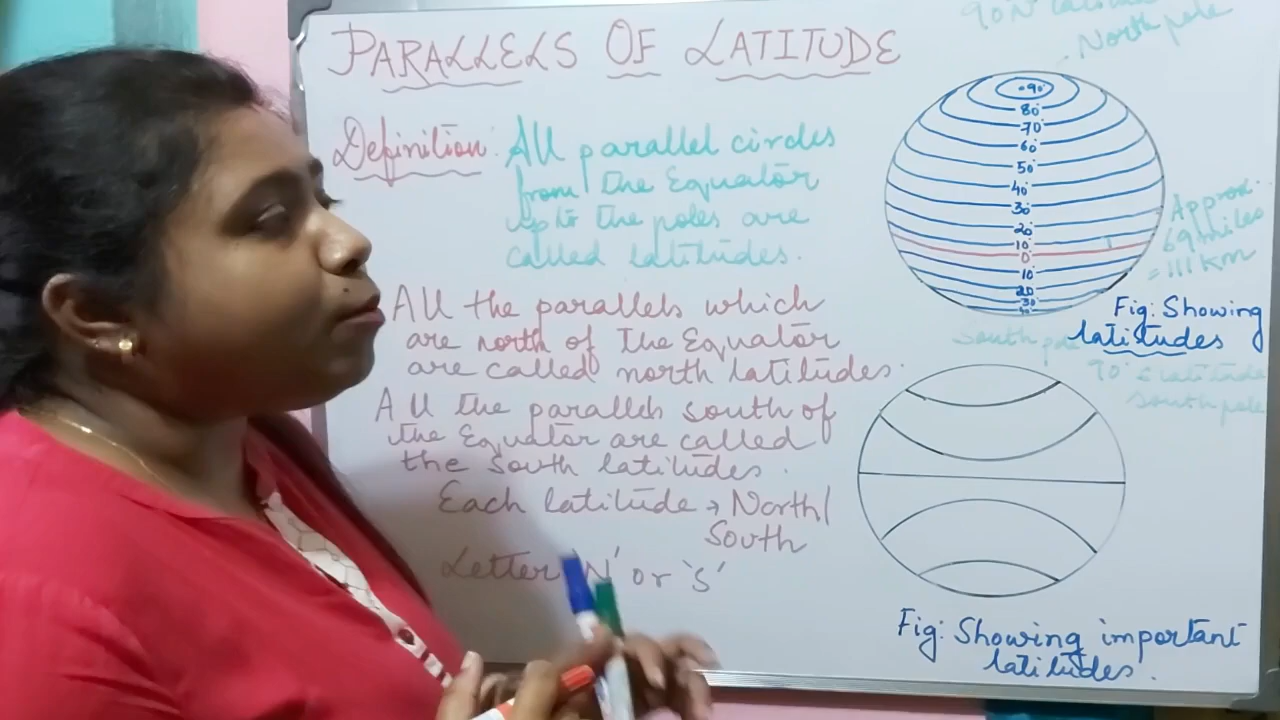 PARALLELS OF LATITUDE
Definition: All parallel circles
from the Equator
upto the poles are
called latitudes.
All the parallels which
are north of the Equator
are called north latitudes.
All the parallels south of
the Equator are called
the South latitudes.
Each latitude → North/
South
Letter 'N' or 'S'
90°N latitude
North pole
90°
80°
70°
60°
50°
40°
30°
20°
10°
0°
10°
20
30
Approx.
69 miles
= 111 Km
Fig: Showing
latitudes
South
90° S latitude
South pole
Fig: Showing important
latitudes.